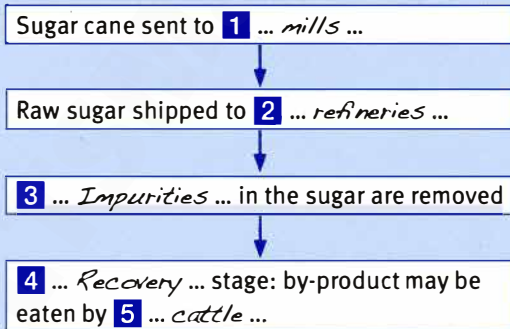 Sugar cane sent to 1 ... mills ...
Raw sugar shipped to 2 ... refineries ...
3 ... Impurities ... in the sugar are removed
4 ... Recovery ... stage: by-product may be
eaten by 5 ... cattle ...